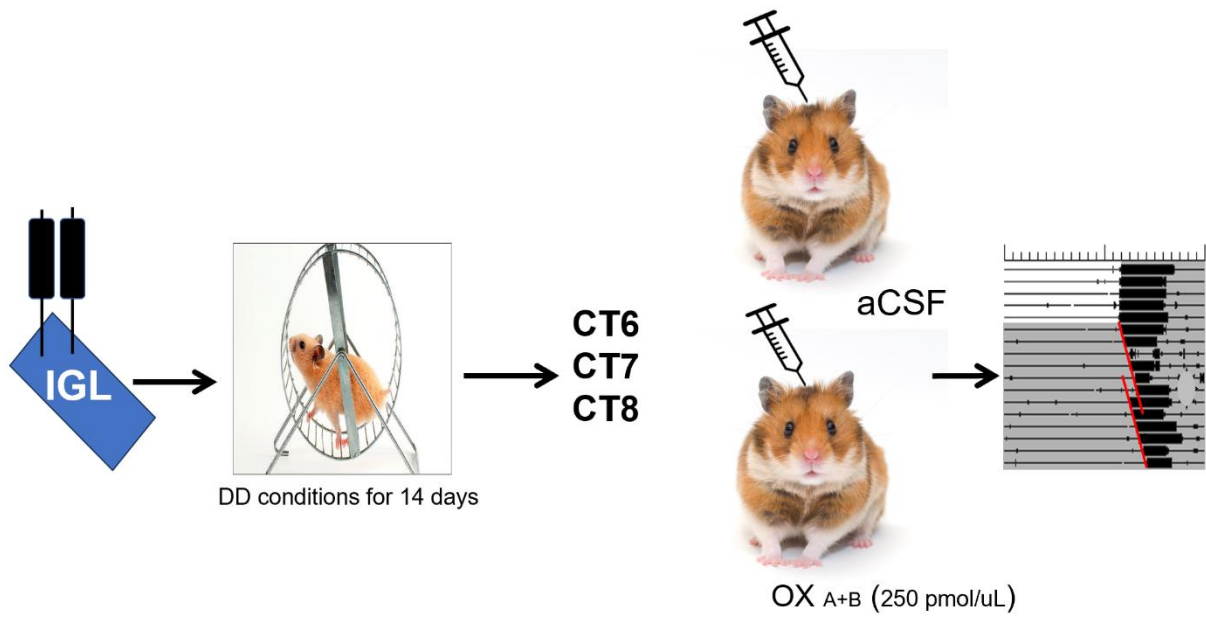 IGL
DD conditions for 14 days
CT6
CT7
CT8
aCSF
OX A+B (250 pmol/uL)